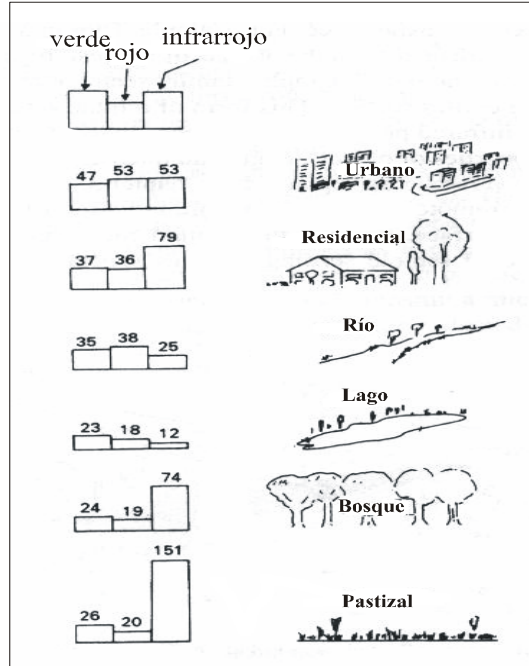 verde
rojo
infrarrojo
47 53 53
Urbano
37 36 79
Residencial
35 38 25
Río
23 18 12
Lago
24 19 74
Bosque
26 20 151
Pastizal